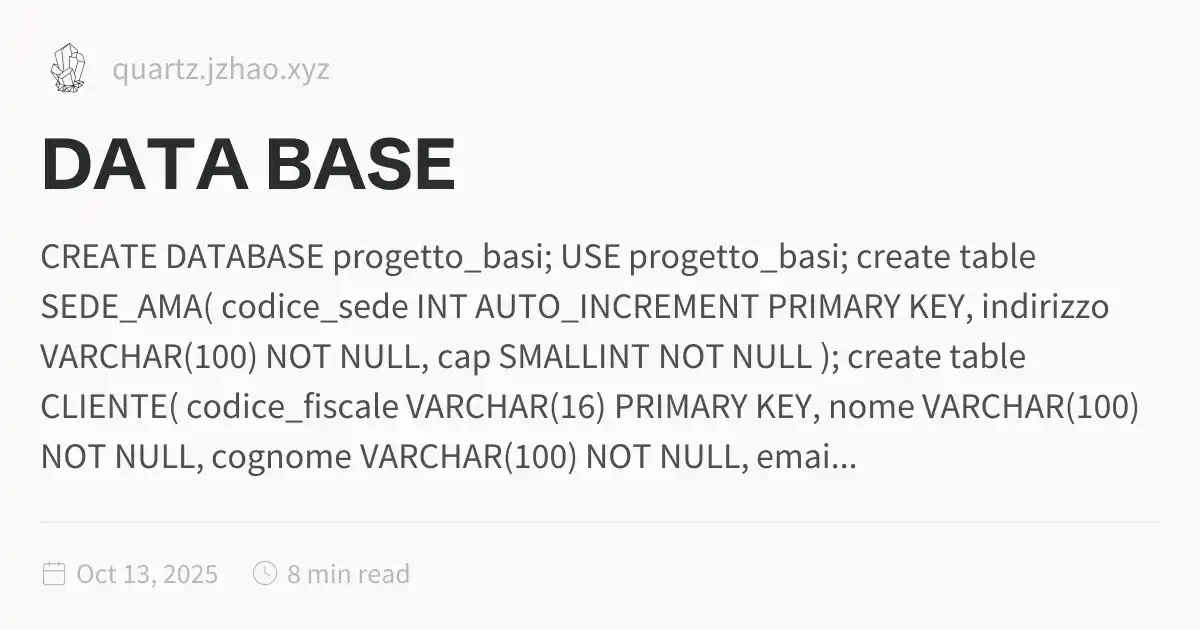 quartz.jzhao.xyz
DATA BASE
CREATE DATABASE progetto_basi; USE progetto_basi; create table
SEDE_AMA( codice_sede INT AUTO_INCREMENT PRIMARY KEY, indirizzo
VARCHAR(100) NOT NULL, cap SMALLINT NOT NULL ); create table
CLIENTE( codice_fiscale VARCHAR(16) PRIMARY KEY, nome VARCHAR(100)
NOT NULL, cognome VARCHAR(100) NOT NULL, emai...
Oct 13, 2025 8 min read